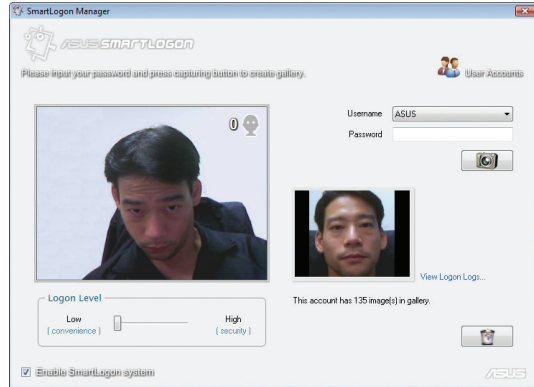 SmartLogon Manager
ASUS SMARTLOGON
Please input your password and press capturing button to create gallery.
User Accounts
0
Username ASUS
Password
View Logon Logs...
This account has 135 image(s) in gallery.
Logon Level
Low High
( convenience ) ( security )
Enable SmartLogon system
ASUS